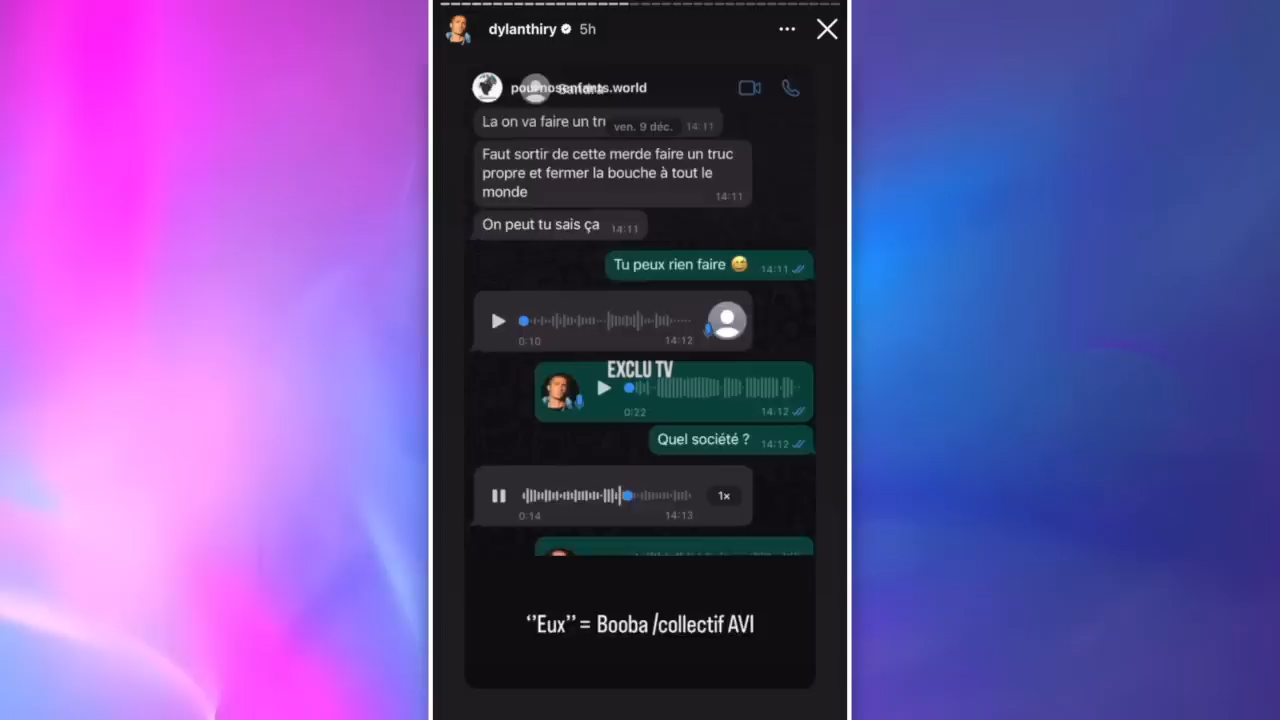 dylanthiry 5h
pournosenfants.world
La on va faire un
ven. 9 déc.
14:11
Faut sortir de cette merde faire un truc
propre et fermer la bouche à tout le
monde
14:11
On peut tu sais ça 14:11
Tu peux rien faire 😅 14:11
0:10 14:12
EXCLU TV
0:22 14:12
Quel société ? 14:12
1x
0:14 14:13
‘’Eux’’ = Booba /collectif AVI